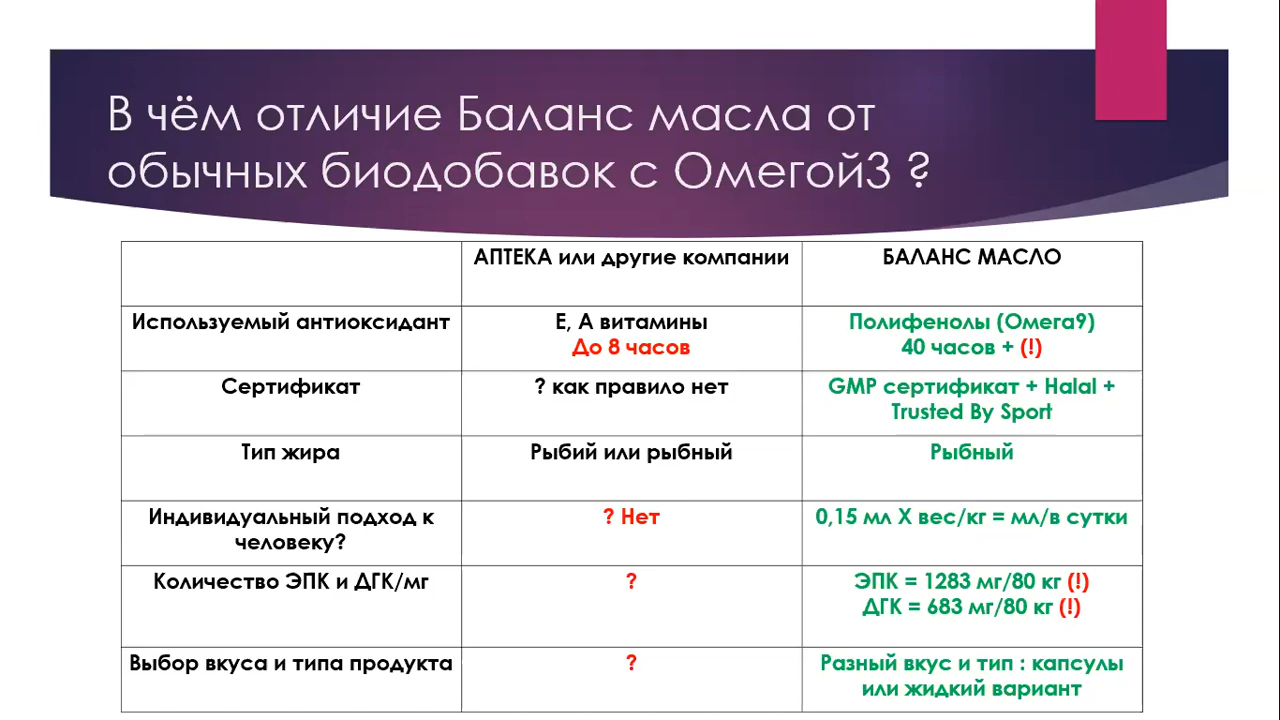 В чём отличие Баланс масла от
обычных биодобавок с Омегой3 ?
АПТЕКА или другие компании
БАЛАНС МАСЛО
Используемый антиоксидант
Е, А витамины
До 8 часов
Полифенолы (Омега9)
40 часов + (!)
Сертификат
? как правило нет
GMP сертификат + Halal +
Trusted By Sport
Тип жира
Рыбий или рыбный
Рыбный
Индивидуальный подход к
человеку?
? Нет
0,15 мл X вес/кг = мл/в сутки
Количество ЭПК и ДГК/мг
?
ЭПК = 1283 мг/80 кг (!)
ДГК = 683 мг/80 кг (!)
Выбор вкуса и типа продукта
?
Разный вкус и тип : капсулы
или жидкий вариант